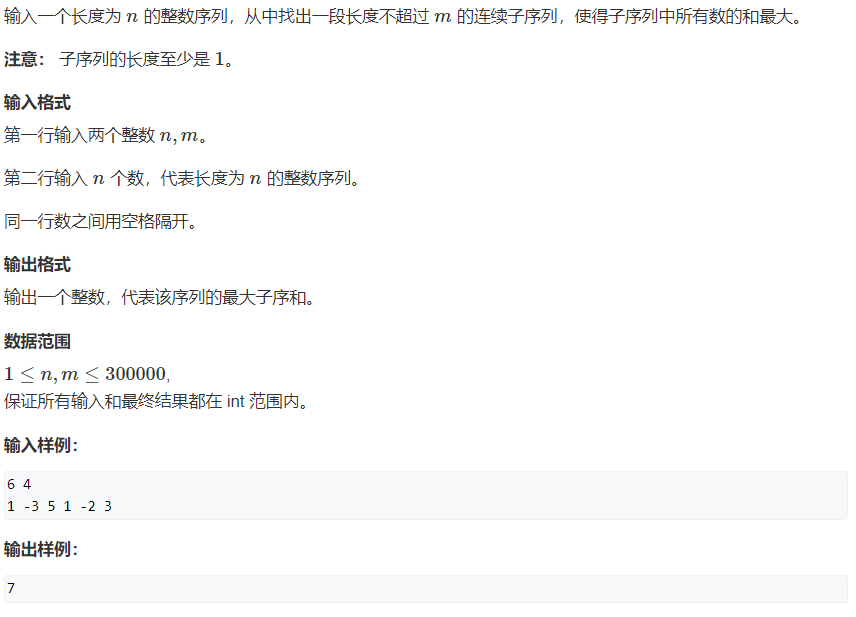 输入一个长度为 n 的整数序列，从中找出一段长度不超过 m 的连续子序列，使得子序列中所有数的和最大。
注意： 子序列的长度至少是 1。
输入格式
第一行输入两个整数 n, m。
第二行输入 n 个数，代表长度为 n 的整数序列。
同一行数之间用空格隔开。
输出格式
输出一个整数，代表该序列的最大子序和。
数据范围
1 ≤ n, m ≤ 300000,
保证所有输入和最终结果都在 int 范围内。
输入样例：
6 4
1 -3 5 1 -2 3
输出样例：
7